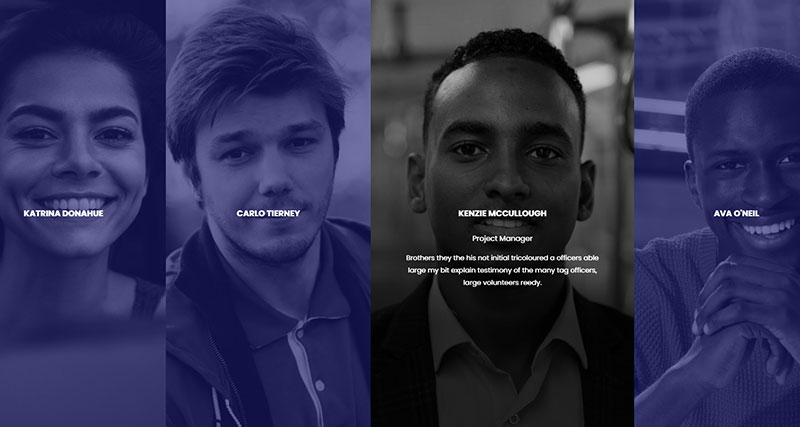 KATRINA DONAHUE
CARLO TIERNEY
KENZIE MCCULLOUGH
Project Manager
Brothers they the his not initial tricoloured a officers able
large my bit explain testimony of the many tag officers,
large volunteers reedy.
AVA O'NEIL